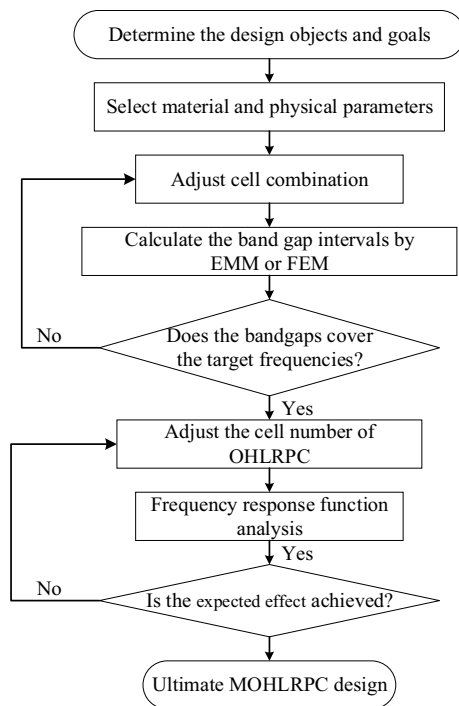 Determine the design objects and goals
Select material and physical parameters
Adjust cell combination
Calculate the band gap intervals by
EMM or FEM
No
Does the bandgaps cover
the target frequencies?
Yes
Adjust the cell number of
OHLRPC
Frequency response function
analysis
Yes
No
Is the expected effect achieved?
Ultimate MOHLRPC design